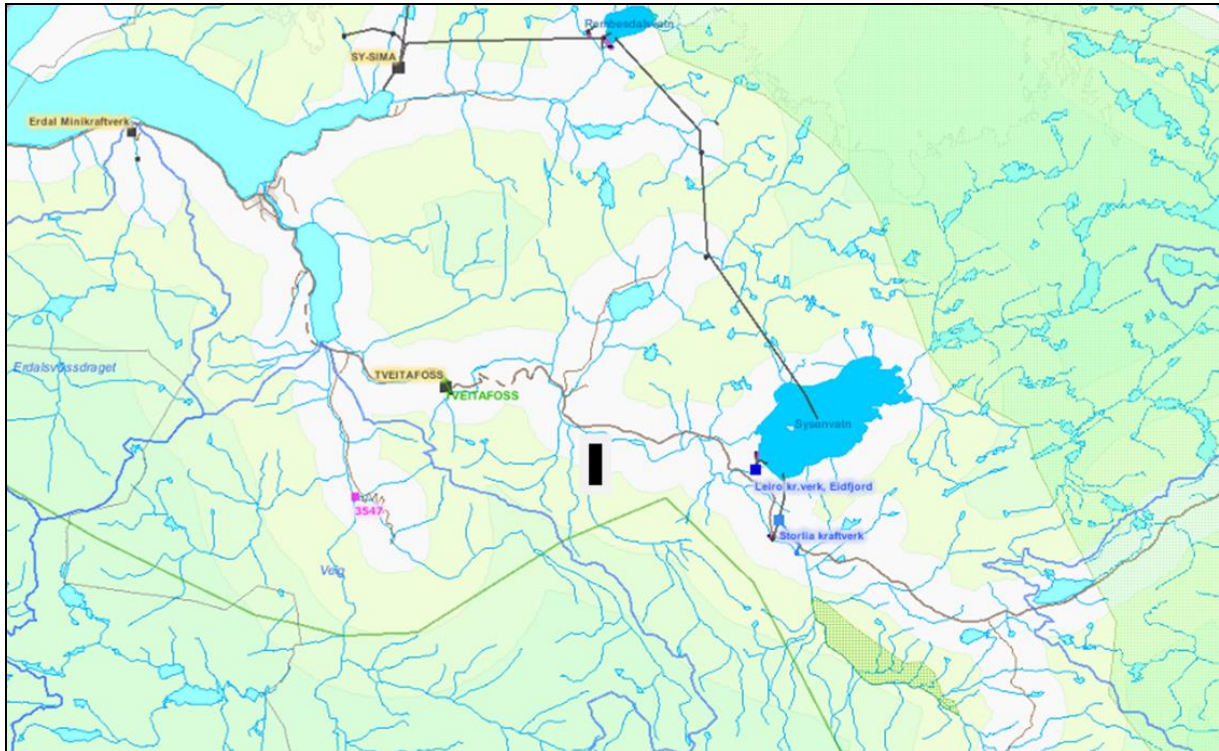 Rembesdalsvatn
SY-SIMA
Erdal Minikraftverk
Erdalsvassdraget
TVEITAFOSS
TVEITAFOSS
Sysenvatn
Leiro kr.verk, Eidfjord
3547
Storlia kraftverk
Veig